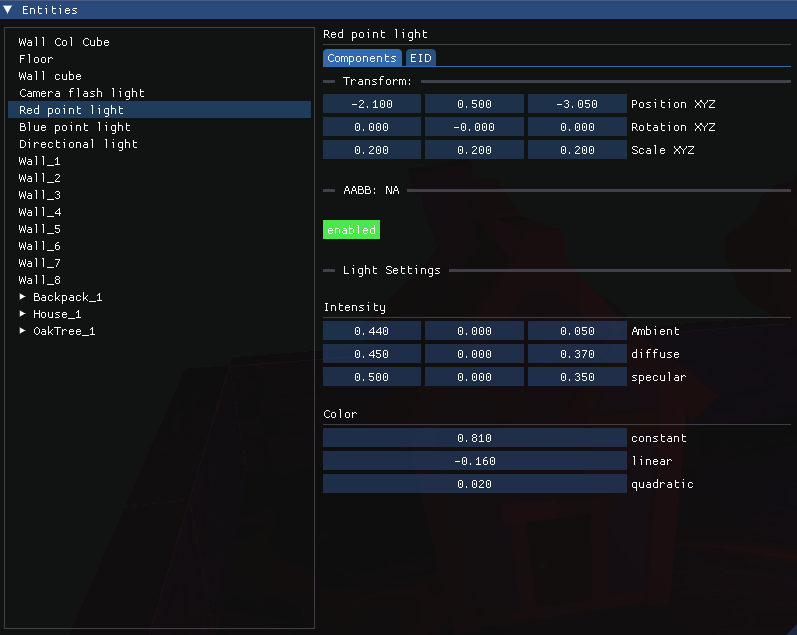 Entities
Wall Col Cube
Floor
Wall cube
Camera flash light
Red point light
Blue point light
Directional light
Wall_1
Wall_2
Wall_3
Wall_4
Wall_5
Wall_6
Wall_7
Wall_8
Backpack_1
House_1
OakTree_1
Red point light
Components EID
Transform:
-2.100 0.500 -3.050 Position XYZ
0.000 -0.000 0.000 Rotation XYZ
0.200 0.200 0.200 Scale XYZ
AABB: NA
enabled
Light Settings
Intensity
0.440 0.000 0.050 Ambient
0.450 0.000 0.370 diffuse
0.500 0.000 0.350 specular
Color
0.810 constant
-0.160 linear
0.020 quadratic